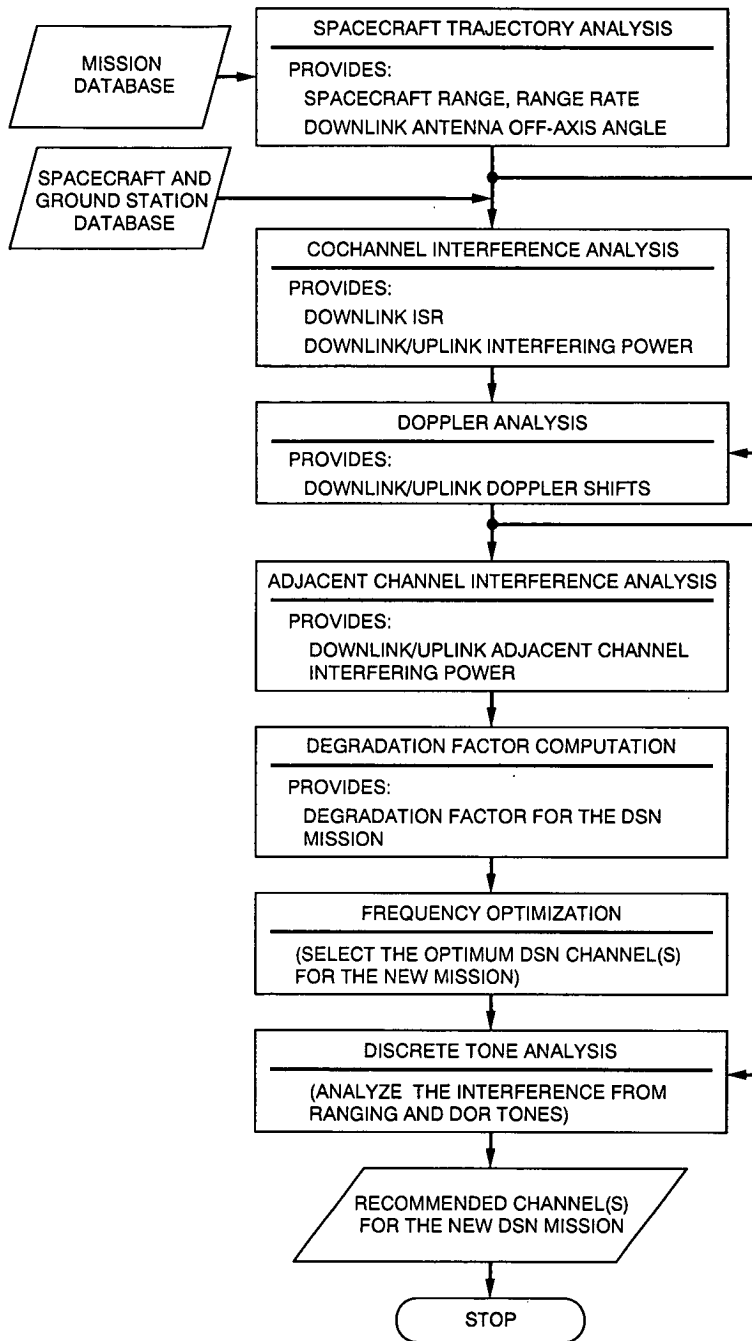 MISSION
DATABASE
SPACECRAFT TRAJECTORY ANALYSIS
PROVIDES:
SPACECRAFT RANGE, RANGE RATE
DOWNLINK ANTENNA OFF-AXIS ANGLE
SPACECRAFT AND
GROUND STATION
DATABASE
COCHANNEL INTERFERENCE ANALYSIS
PROVIDES:
DOWNLINK ISR
DOWNLINK/UPLINK INTERFERING POWER
DOPPLER ANALYSIS
PROVIDES:
DOWNLINK/UPLINK DOPPLER SHIFTS
ADJACENT CHANNEL INTERFERENCE ANALYSIS
PROVIDES:
DOWNLINK/UPLINK ADJACENT CHANNEL
INTERFERING POWER
DEGRADATION FACTOR COMPUTATION
PROVIDES:
DEGRADATION FACTOR FOR THE DSN
MISSION
FREQUENCY OPTIMIZATION
(SELECT THE OPTIMUM DSN CHANNEL(S)
FOR THE NEW MISSION)
DISCRETE TONE ANALYSIS
(ANALYZE THE INTERFERENCE FROM
RANGING AND DOR TONES)
RECOMMENDED CHANNEL(S)
FOR THE NEW DSN MISSION
STOP